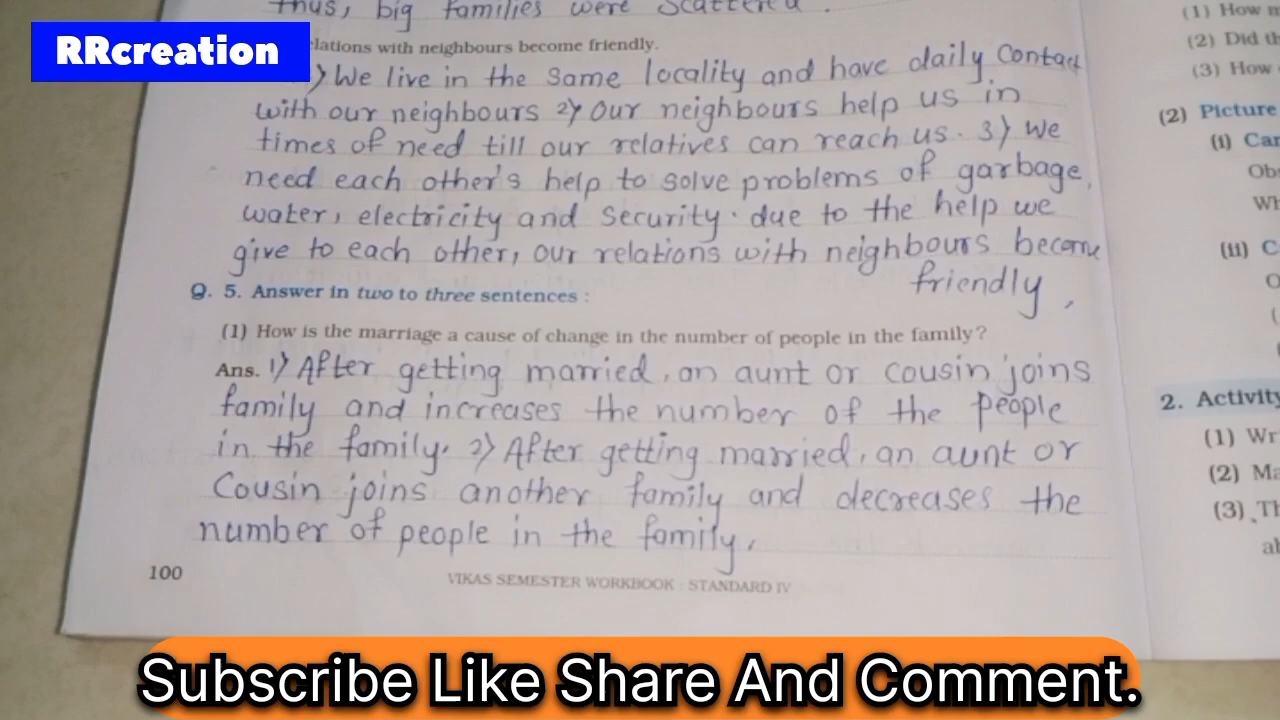 thus, big families were scattered.
RRcreation
relations with neighbours become friendly.
1) We live in the same locality and have daily contact
with our neighbours 2) Our neighbours help us in
times of need till our relatives can reach us. 3) We
need each other's help to solve problems of garbage,
water, electricity and security. due to the help we
give to each other, our relations with neighbours become
friendly.
Q. 5. Answer in two to three sentences :
(1) How is the marriage a cause of change in the number of people in the family?
Ans. 1) After getting married, an aunt or cousin joins
family and increases the number of the people
in the family. 2) After getting married, an aunt or
Cousin joins another family and decreases the
number of people in the family.
100
VIKAS SEMESTER WORKBOOK : STANDARD IV
(1) How
(2) Did
(3) How
(2) Picture
(i)
(ii)
2. Activity
(1)
(2)
(3)
Subscribe Like Share And Comment.